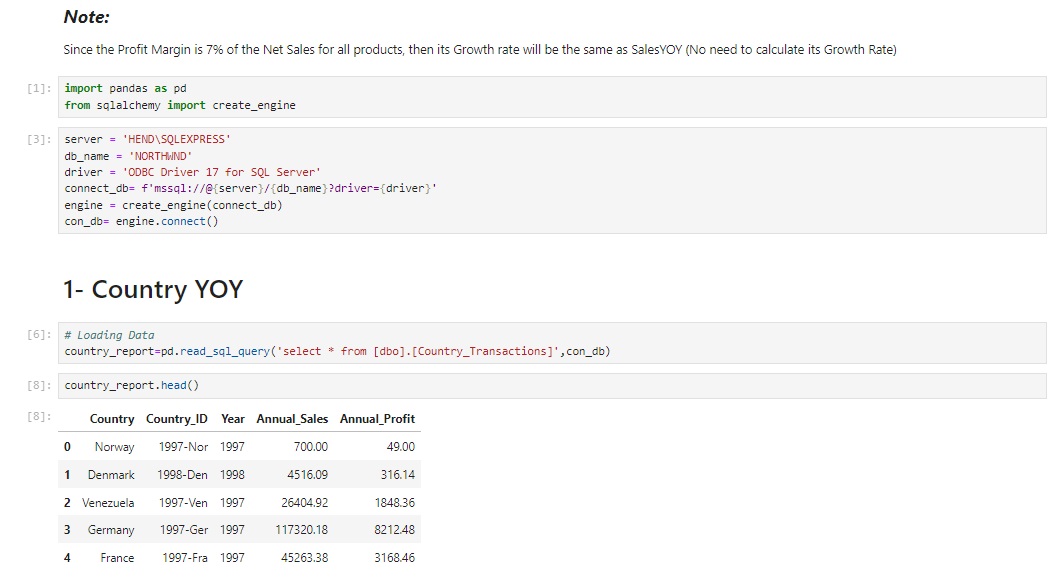 Note:
Since the Profit Margin is 7% of the Net Sales for all products, then its Growth rate will be the same as SalesYOY (No need to calculate its Growth Rate)
[1]: import pandas as pd
from sqlalchemy import create_engine
[3]: server = 'HEND\SQLEXPRESS'
db_name = 'NORTHWND'
driver = 'ODBC Driver 17 for SQL Server'
connect_db= f'mssql://@{server}/{db_name}?driver={driver}'
engine = create_engine(connect_db)
con_db= engine.connect()
1- Country YOY
[6]: # Loading Data
country_report=pd.read_sql_query('select * from [dbo].[Country_Transactions]',con_db)
[8]: country_report.head()
[8]: Country Country_ID Year Annual_Sales Annual_Profit
0 Norway 1997-Nor 1997 700.00 49.00
1 Denmark 1998-Den 1998 4516.09 316.14
2 Venezuela 1997-Ven 1997 26404.92 1848.36
3 Germany 1997-Ger 1997 117320.18 8212.48
4 France 1997-Fra 1997 45263.38 3168.46